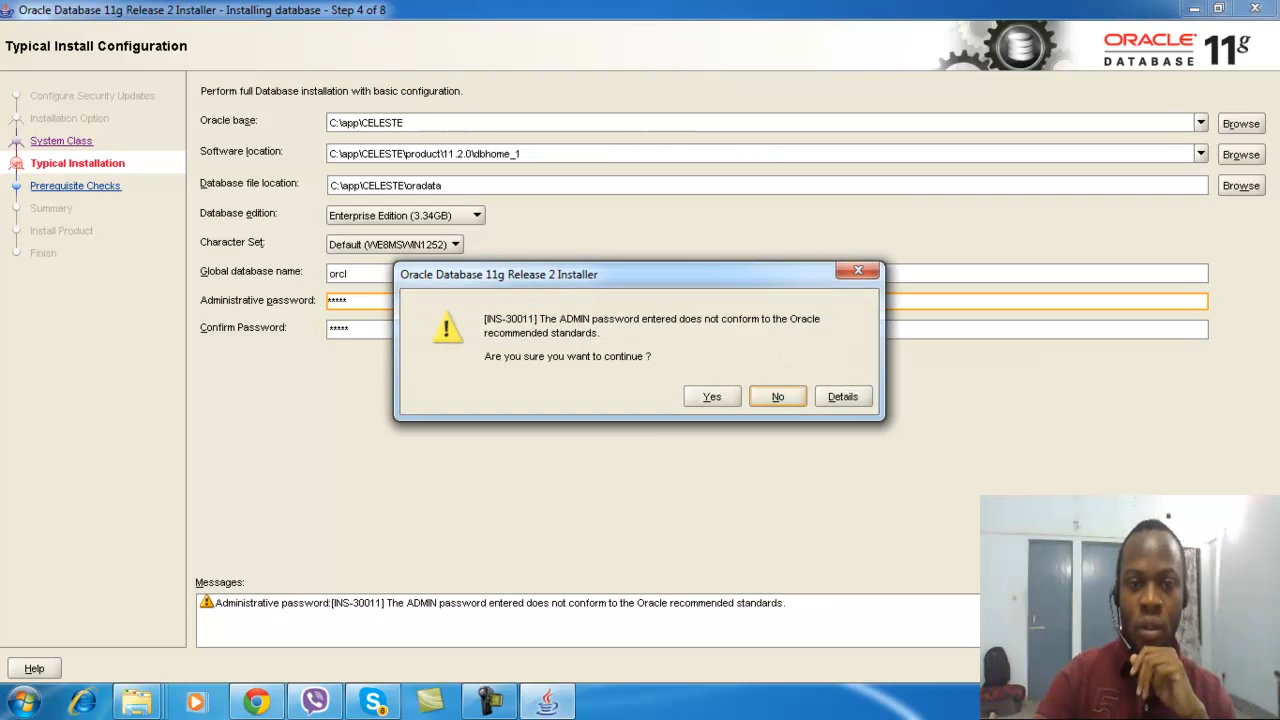 Oracle Database 11g Release 2 Installer - Installing database - Step 4 of 8
Typical Install Configuration
ORACLE
DATABASE
11g
Configure Security Updates
Installation Option
System Class
Typical Installation
Prerequisite Checks
Summary
Install Product
Finish
Perform full Database installation with basic configuration.
Oracle base: C:\app\CELESTE Browse
Software location: C:\app\CELESTE\product\11.2.0\dbhome_1 Browse
Database file location: C:\app\CELESTE\oradata Browse
Database edition: Enterprise Edition (3.34GB)
Character Set: Default (WE8MSWIN1252)
Global database name: orcl
Administrative password: *****
Confirm Password: *****
Oracle Database 11g Release 2 Installer
[INS-30011] The ADMIN password entered does not conform to the Oracle
recommended standards.
Are you sure you want to continue ?
Yes No Details
Messages:
Administrative password:[INS-30011] The ADMIN password entered does not conform to the Oracle recommended standards.
Help
8